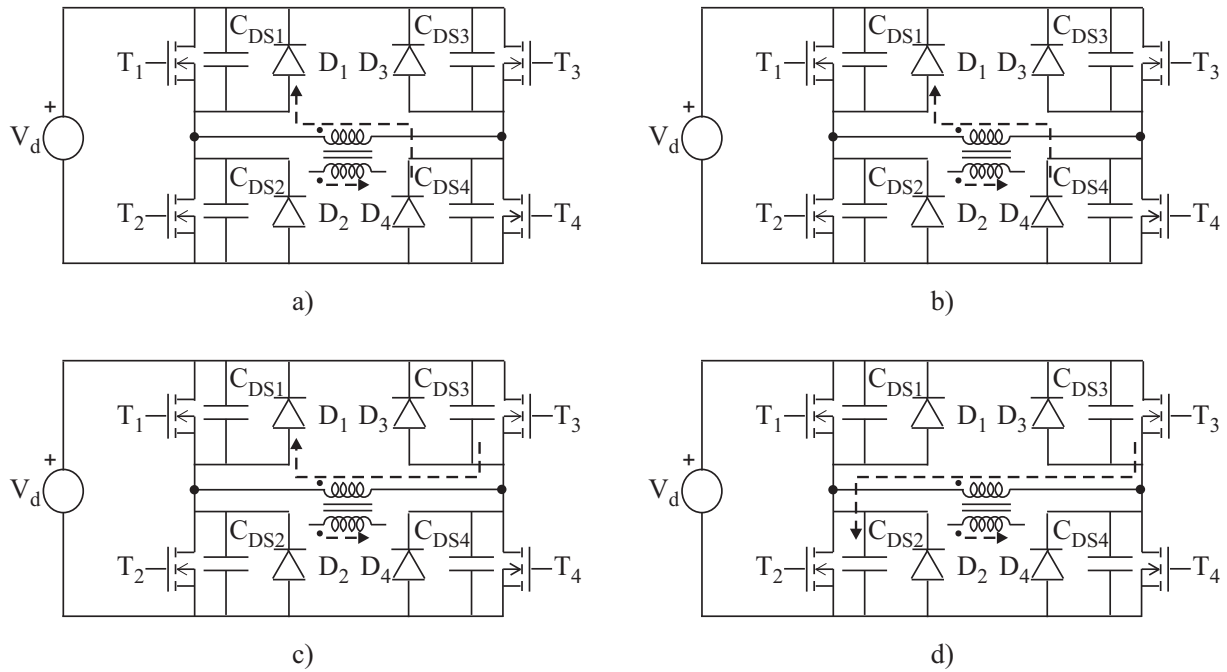 C_DS1 C_DS3
T_1 D_1 D_3 T_3
+
V_d
C_DS2 C_DS4
T_2 D_2 D_4 T_4
a)
C_DS1 C_DS3
T_1 D_1 D_3 T_3
+
V_d
C_DS2 C_DS4
T_2 D_2 D_4 T_4
b)
C_DS1 C_DS3
T_1 D_1 D_3 T_3
+
V_d
C_DS2 C_DS4
T_2 D_2 D_4 T_4
c)
C_DS1 C_DS3
T_1 D_1 D_3 T_3
+
V_d
C_DS2 C_DS4
T_2 D_2 D_4 T_4
d)